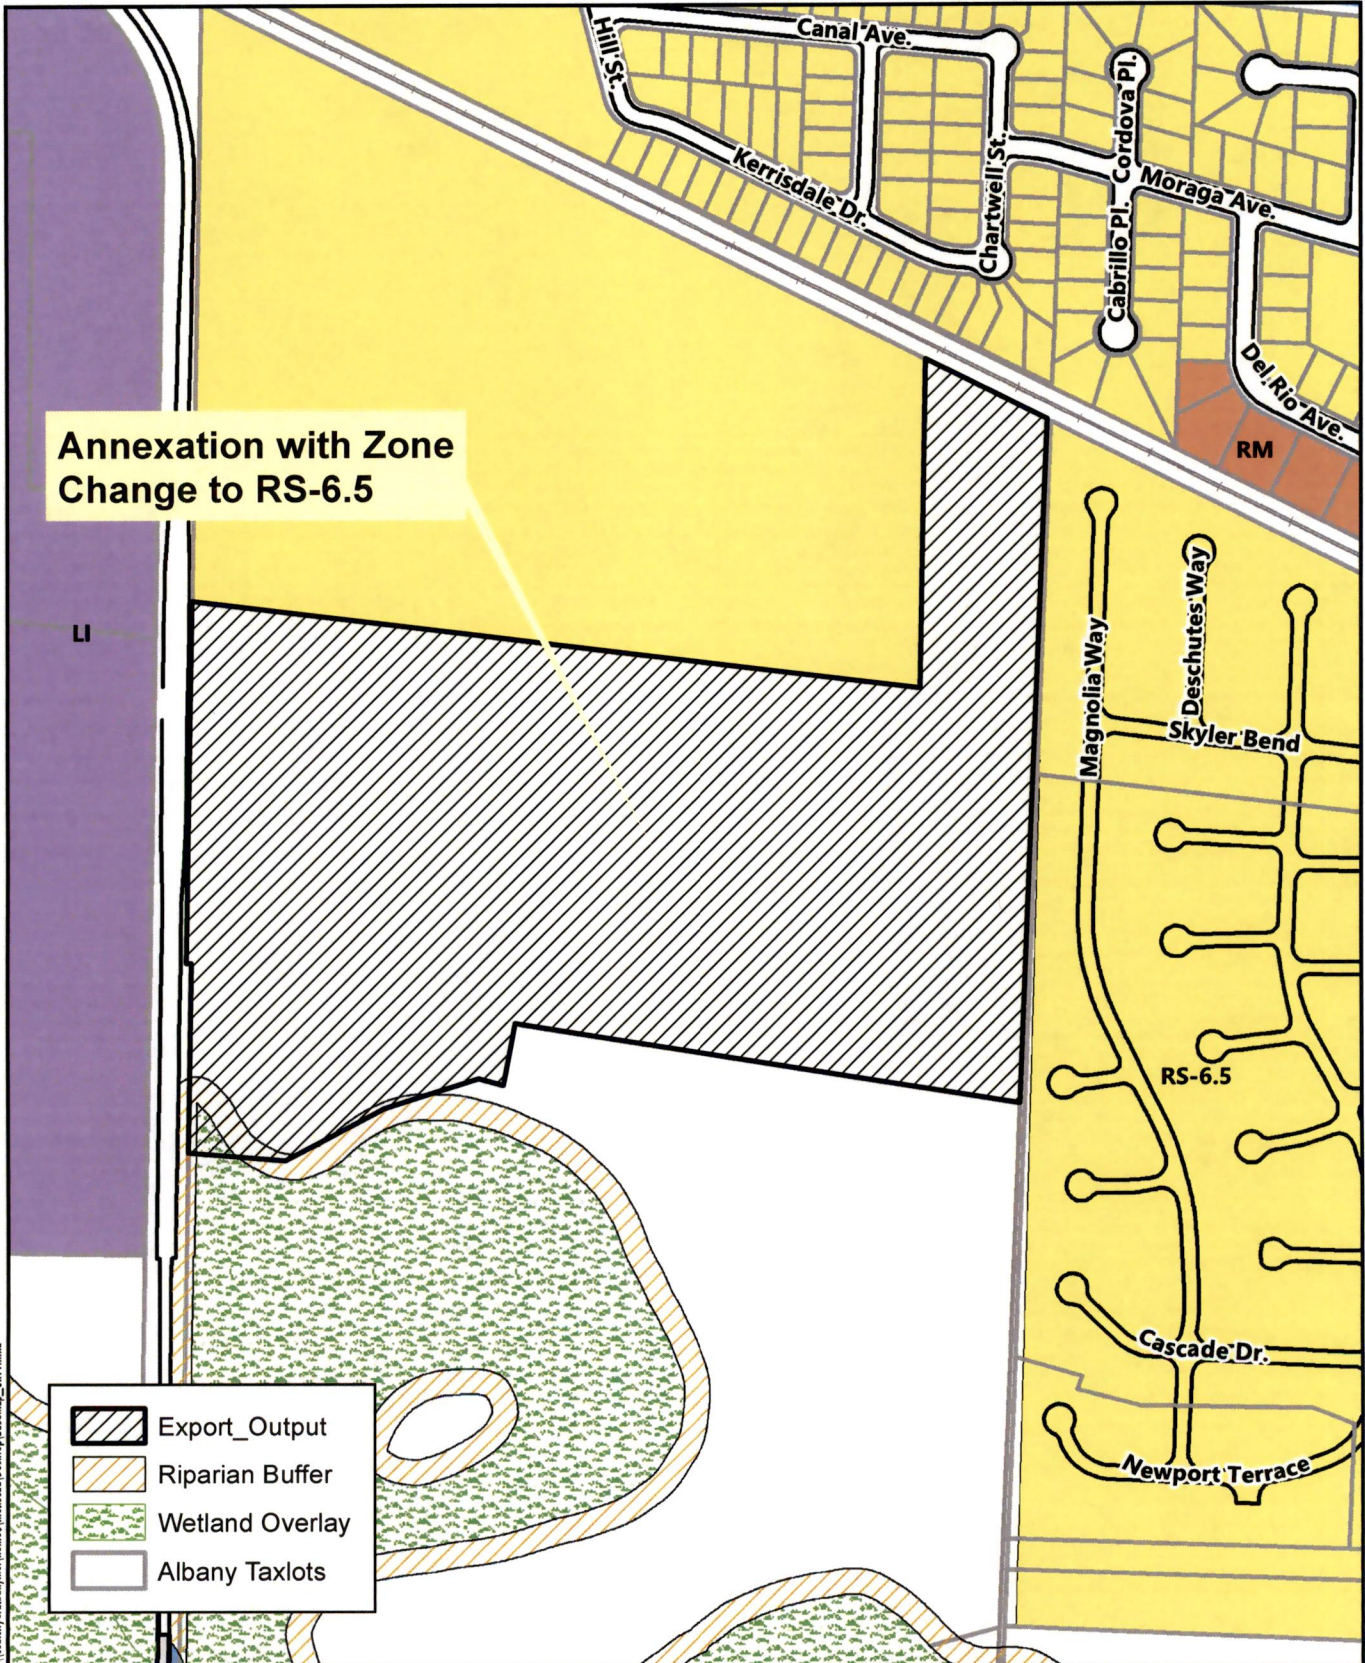 Hill St.
Canal Ave.
Kerrisdale Dr.
Chartwell St.
Cordova Pl.
Cabrillo Pl.
Moraga Ave.
Del Rio Ave.
RM
Annexation with Zone
Change to RS-6.5
LI
Magnolia Way
Deschutes Way
Skyler Bend
RS-6.5
Cascade Dr.
Newport Terrace
Export_Output
Riparian Buffer
Wetland Overlay
Albany Taxlots